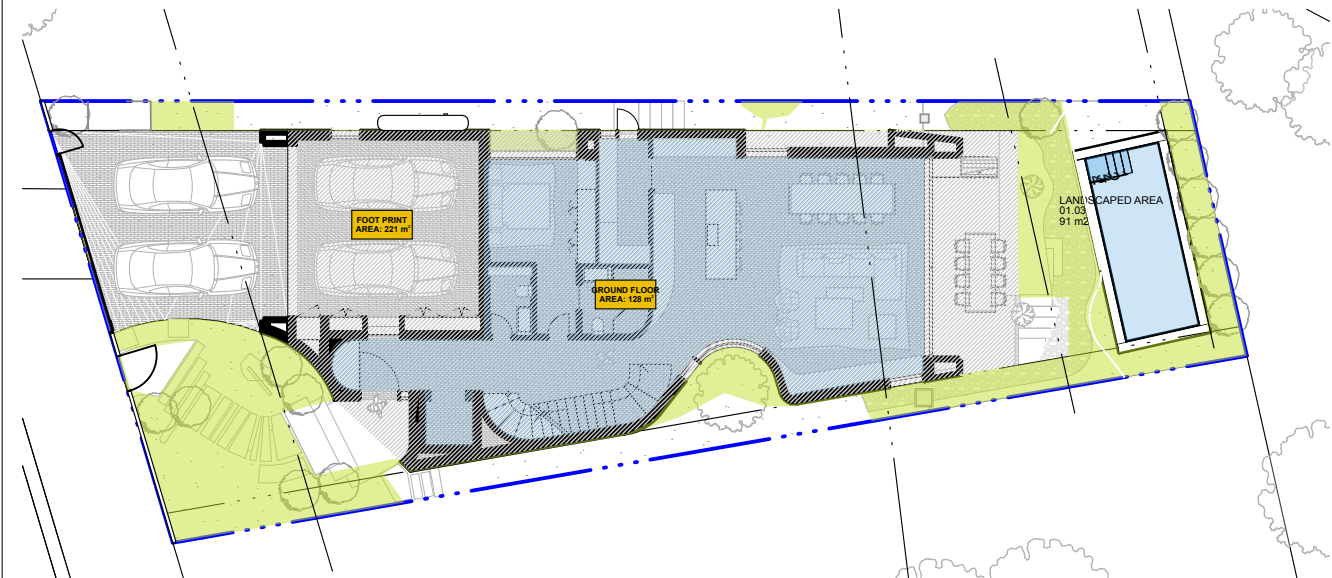 FOOT PRINT
AREA: 221 m²
LANDSCAPED AREA
01.03
91 m2
GROUND FLOOR
AREA: 128 m²